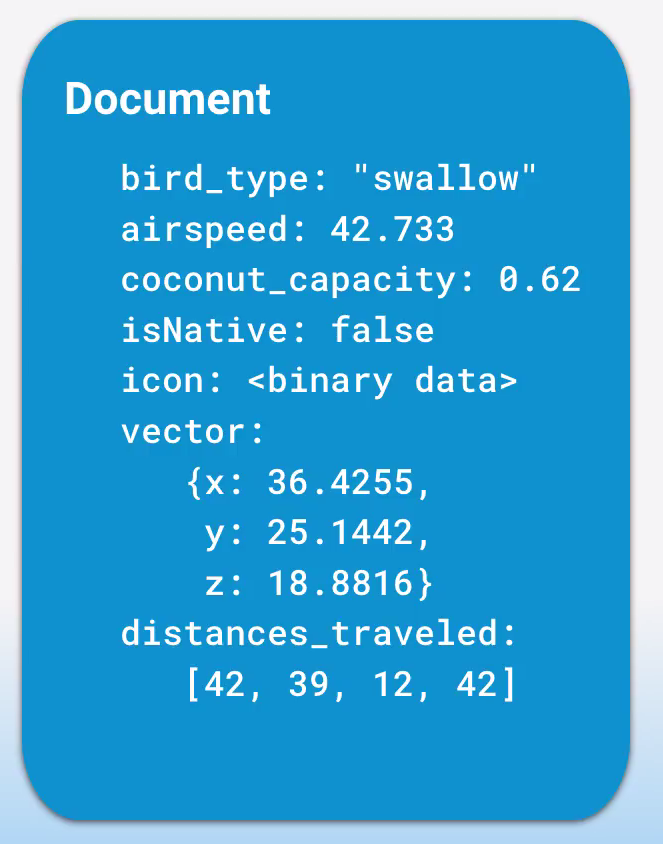 Document
bird_type: "swallow"
airspeed: 42.733
coconut_capacity: 0.62
isNative: false
icon: <binary data>
vector:
{x: 36.4255,
y: 25.1442,
z: 18.8816}
distances_traveled:
[42, 39, 12, 42]